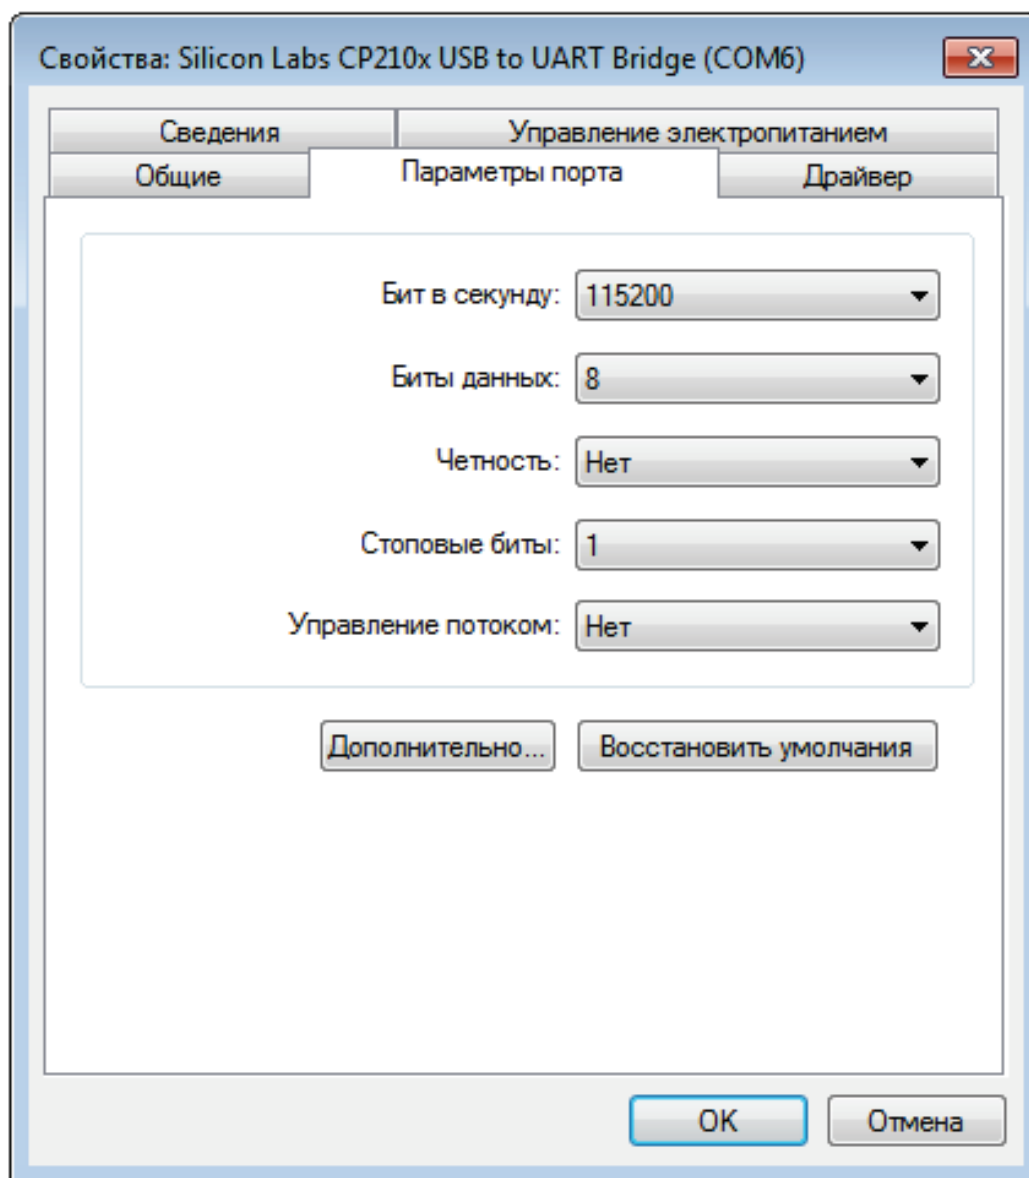 Свойства: Silicon Labs CP210x USB to UART Bridge (COM6)
Сведения
Управление электропитанием
Общие
Параметры порта
Драйвер
Бит в секунду: 115200
Биты данных: 8
Четность: Нет
Стоповые биты: 1
Управление потоком: Нет
Дополнительно... Восстановить умолчания
OK Отмена